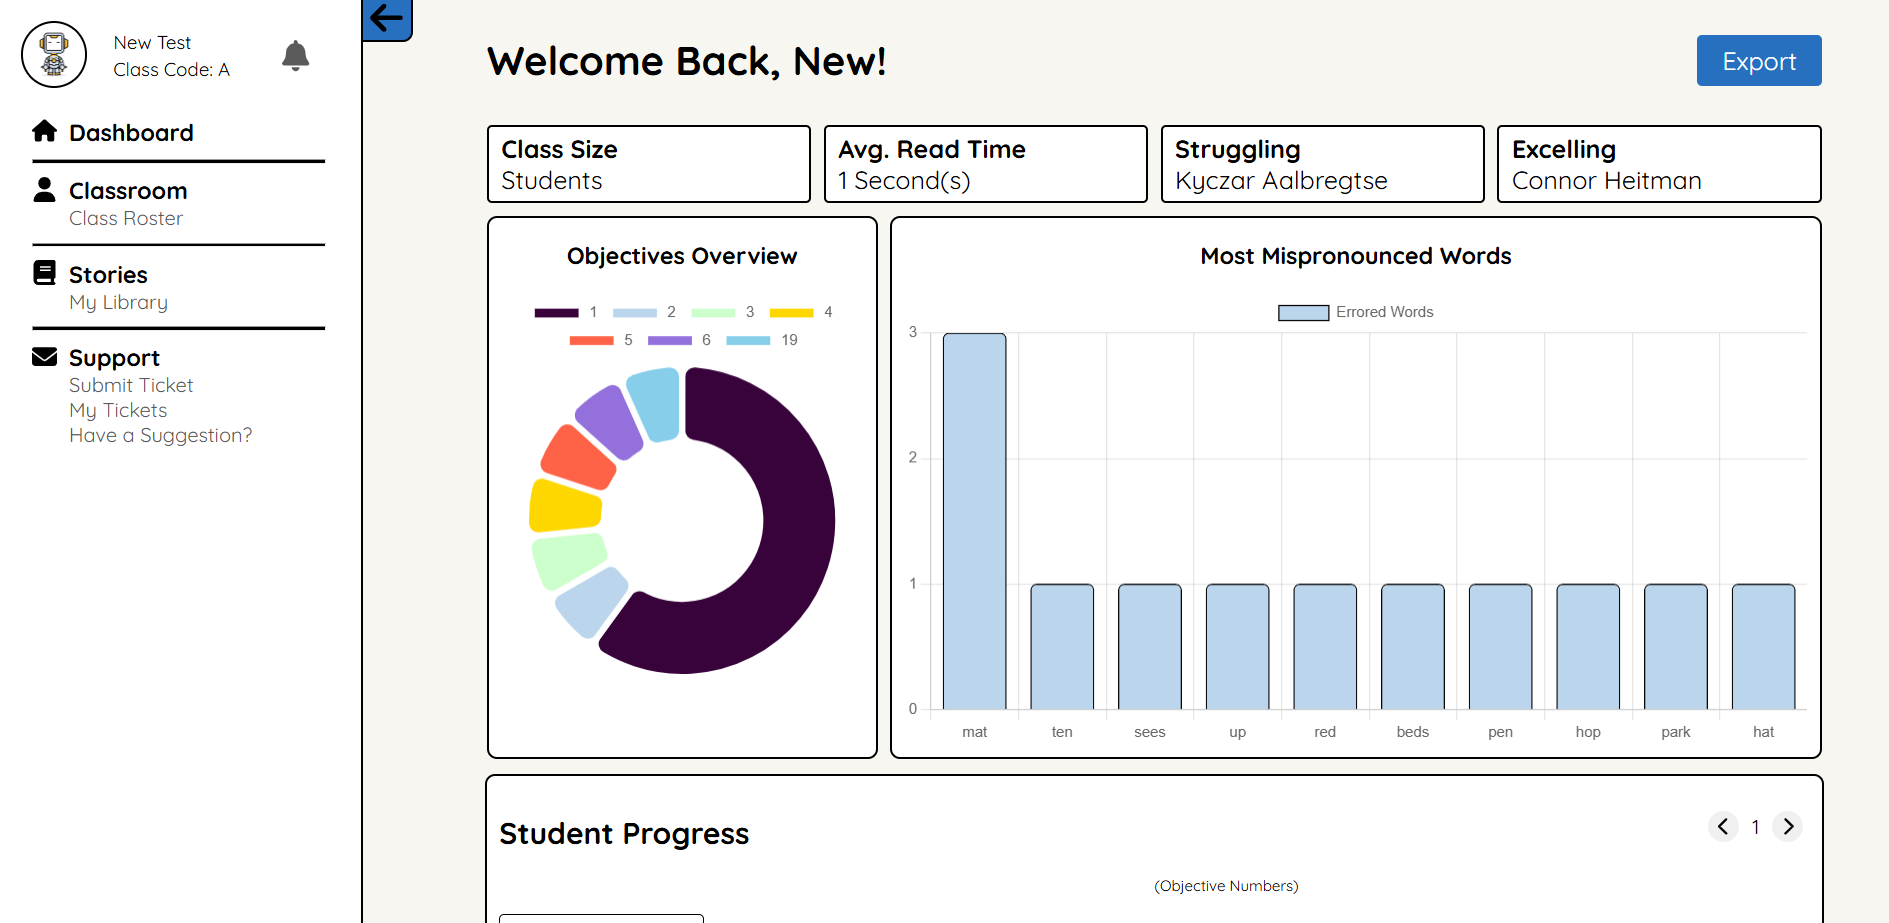 New Test
Class Code: A
Dashboard
Classroom
Class Roster
Stories
My Library
Support
Submit Ticket
My Tickets
Have a Suggestion?
Welcome Back, New!
Export
Class Size
Students
Avg. Read Time
1 Second(s)
Struggling
Kyczar Aalbregtse
Excelling
Connor Heitman
Objectives Overview
1 2 3 4
5 6 19
Most Mispronounced Words
Errored Words
3
2
1
0
mat ten sees up red beds pen hop park hat
Student Progress
1
(Objective Numbers)